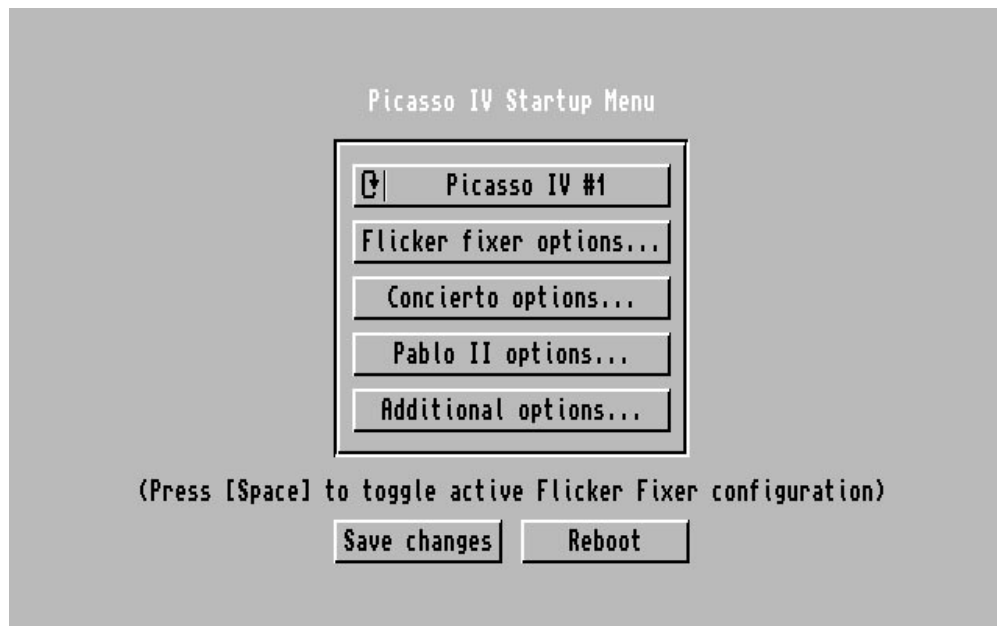 Picasso IV Startup Menu
Picasso IV #1
Flicker fixer options...
Concierto options...
Pablo II options...
Additional options...
(Press [Space] to toggle active Flicker Fixer configuration)
Save changes Reboot